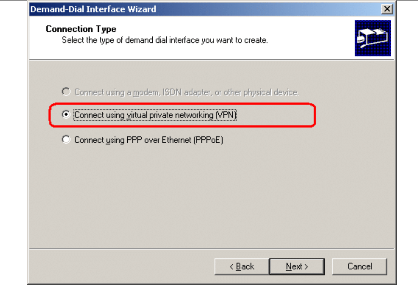 Demand-Dial Interface Wizard
Connection Type
Select the type of demand dial interface you want to create.
Connect using a modem, ISDN adapter, or other physical device.
Connect using virtual private networking (VPN)
Connect using PPP over Ethernet (PPPoE)
< Back
Next >
Cancel